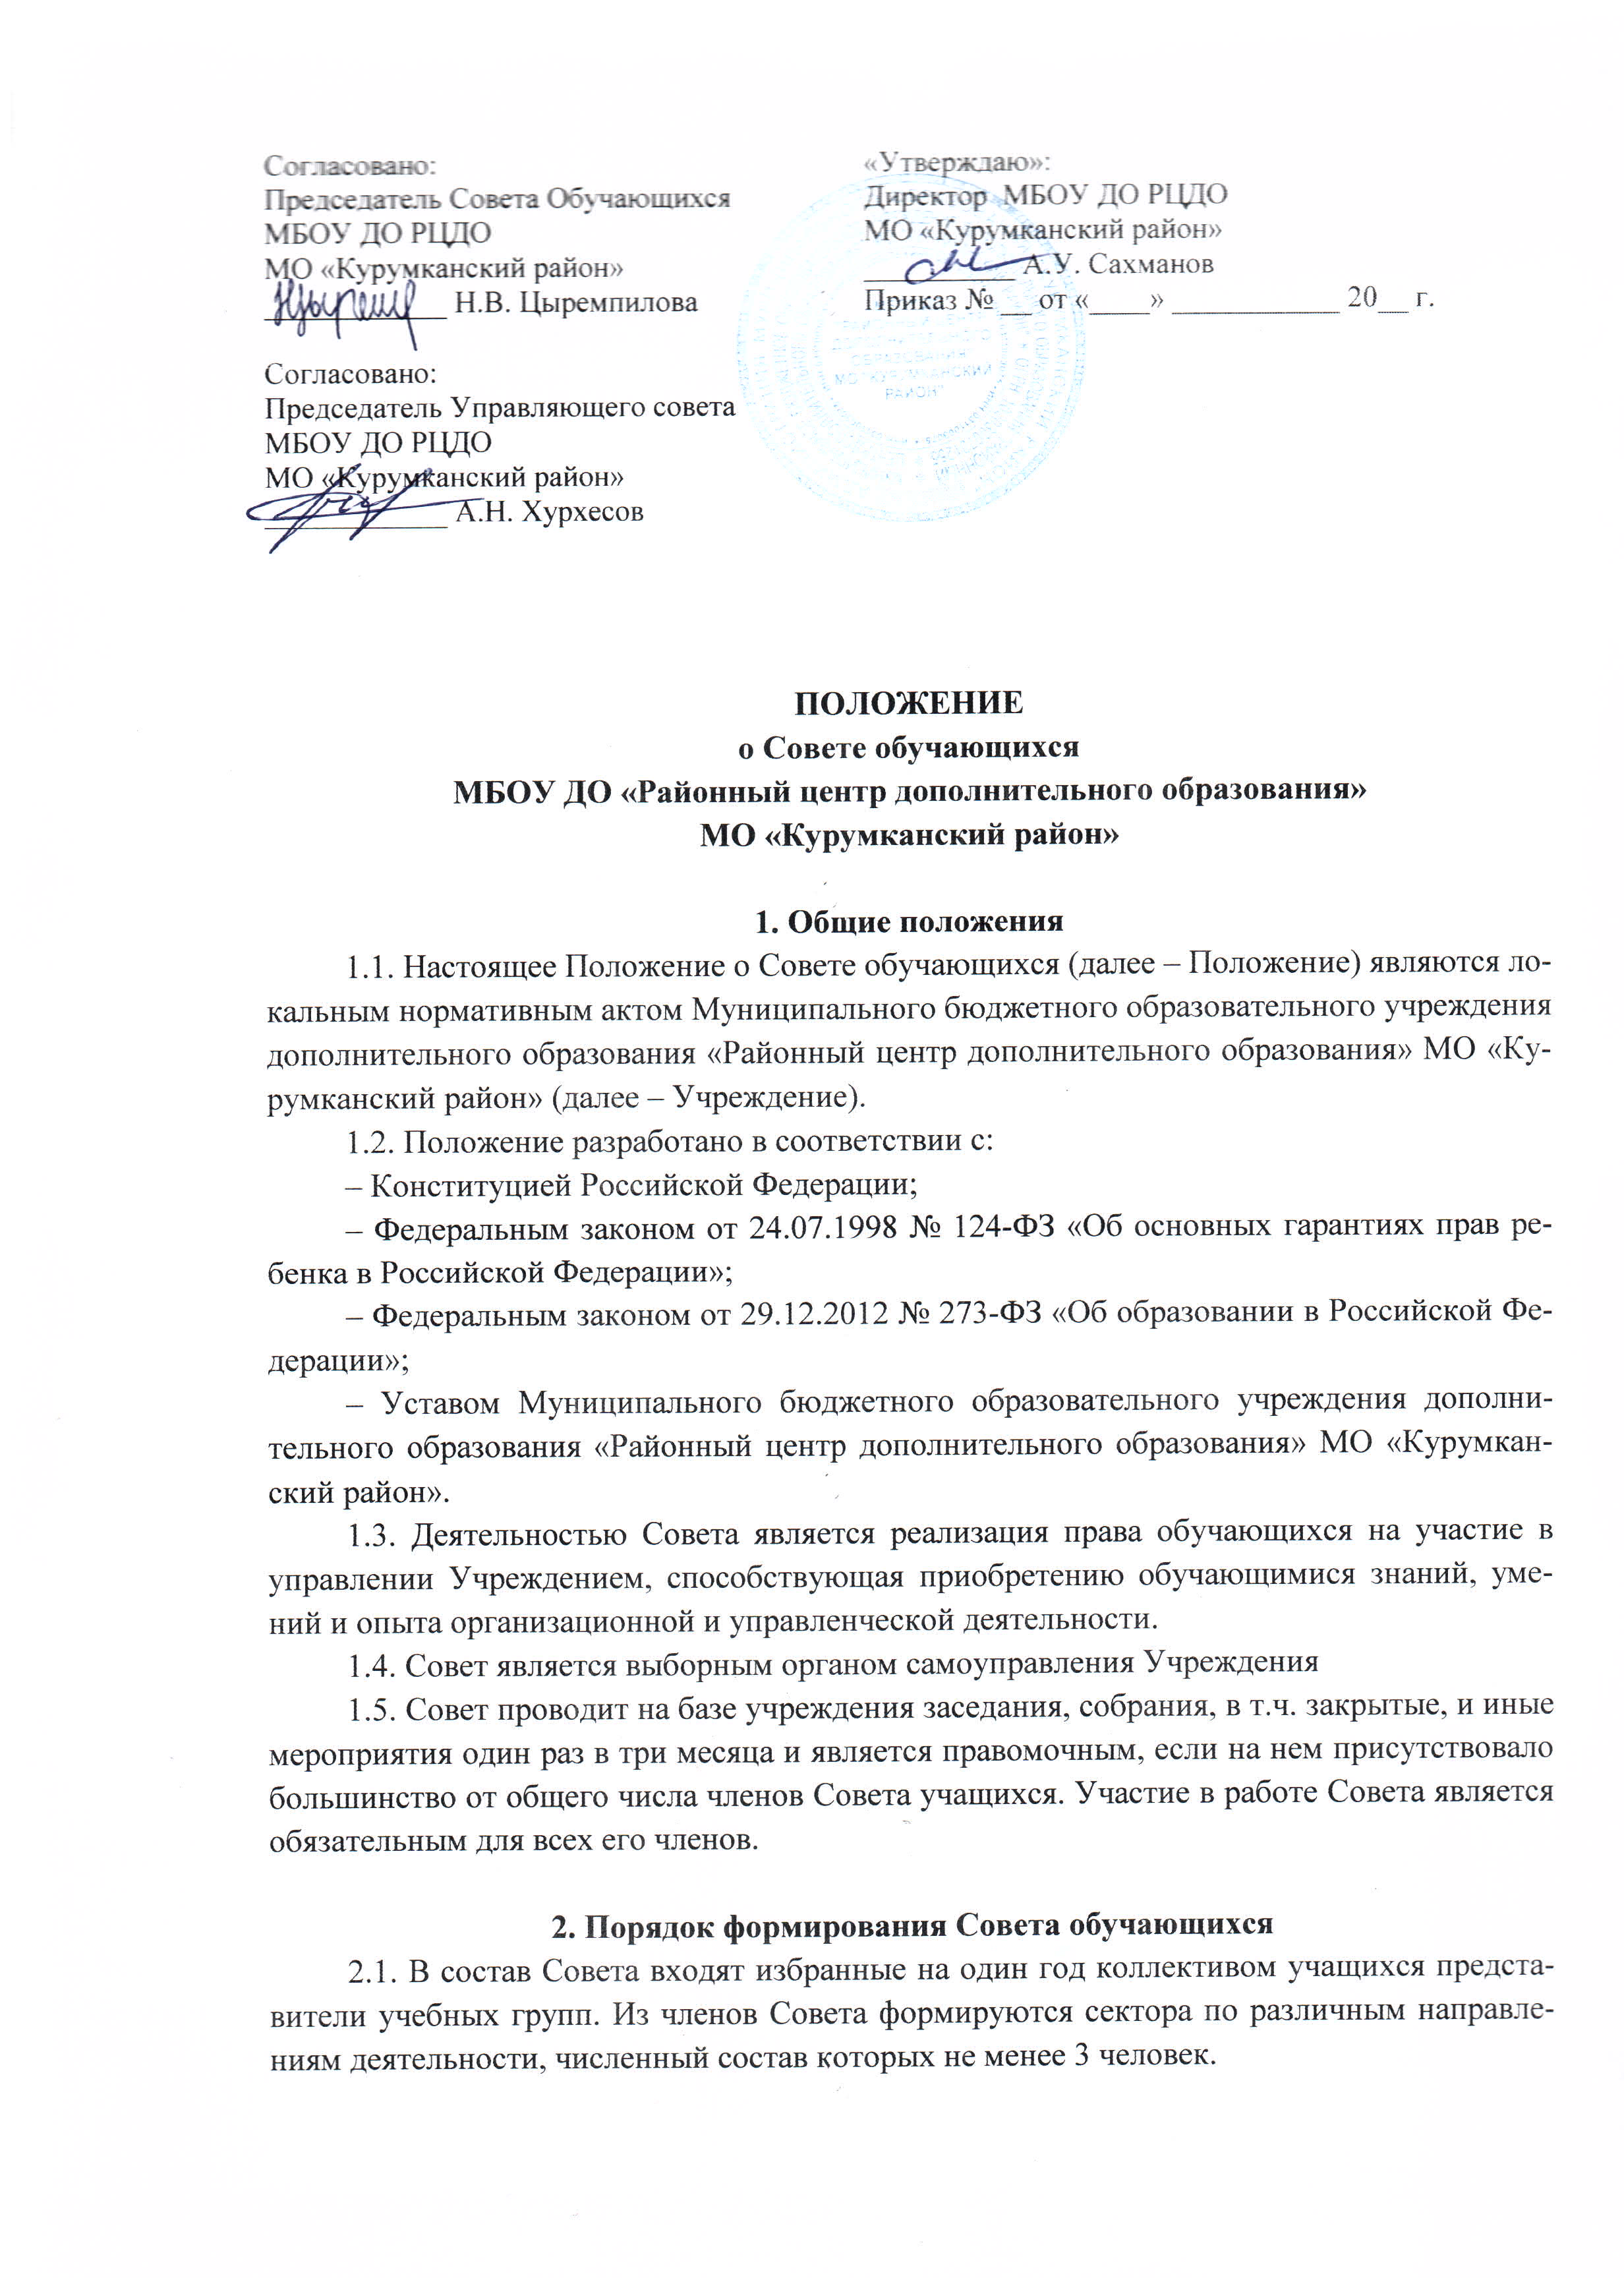 Согласовано:
Председатель Совета Обучающихся
МБОУ ДО РЦДО
МО «Курумканский район»
____________ Н.В. Цыремпилова
Согласовано:
Председатель Управляющего совета
МБОУ ДО РЦДО
МО «Курумканский район»
____________ А.Н. Хурхесов
«Утверждаю»:
Директор МБОУ ДО РЦДО
МО «Курумканский район»
__________ А.У. Сахманов
Приказ № __ от «____» ___________ 20__ г.
ОБРАЗОВАНИЯ
МО "КУРУМКАНСКИЙ
РАЙОН"
ПОЛОЖЕНИЕ
о Совете обучающихся
МБОУ ДО «Районный центр дополнительного образования»
МО «Курумканский район»
1. Общие положения
1.1. Настоящее Положение о Совете обучающихся (далее – Положение) являются ло-
кальным нормативным актом Муниципального бюджетного образовательного учреждения
дополнительного образования «Районный центр дополнительного образования» МО «Ку-
румканский район» (далее – Учреждение).
1.2. Положение разработано в соответствии с:
– Конституцией Российской Федерации;
– Федеральным законом от 24.07.1998 № 124-ФЗ «Об основных гарантиях прав ре-
бенка в Российской Федерации»;
– Федеральным законом от 29.12.2012 № 273-ФЗ «Об образовании в Российской Фе-
дерации»;
– Уставом Муниципального бюджетного образовательного учреждения дополни-
тельного образования «Районный центр дополнительного образования» МО «Курумкан-
ский район».
1.3. Деятельностью Совета является реализация права обучающихся на участие в
управлении Учреждением, способствующая приобретению обучающимися знаний, уме-
ний и опыта организационной и управленческой деятельности.
1.4. Совет является выборным органом самоуправления Учреждения
1.5. Совет проводит на базе учреждения заседания, собрания, в т.ч. закрытые, и иные
мероприятия один раз в три месяца и является правомочным, если на нем присутствовало
большинство от общего числа членов Совета учащихся. Участие в работе Совета является
обязательным для всех его членов.
2. Порядок формирования Совета обучающихся
2.1. В состав Совета входят избранные на один год коллективом учащихся предста-
вители учебных групп. Из членов Совета формируются сектора по различным направле-
ниям деятельности, численный состав которых не менее 3 человек.